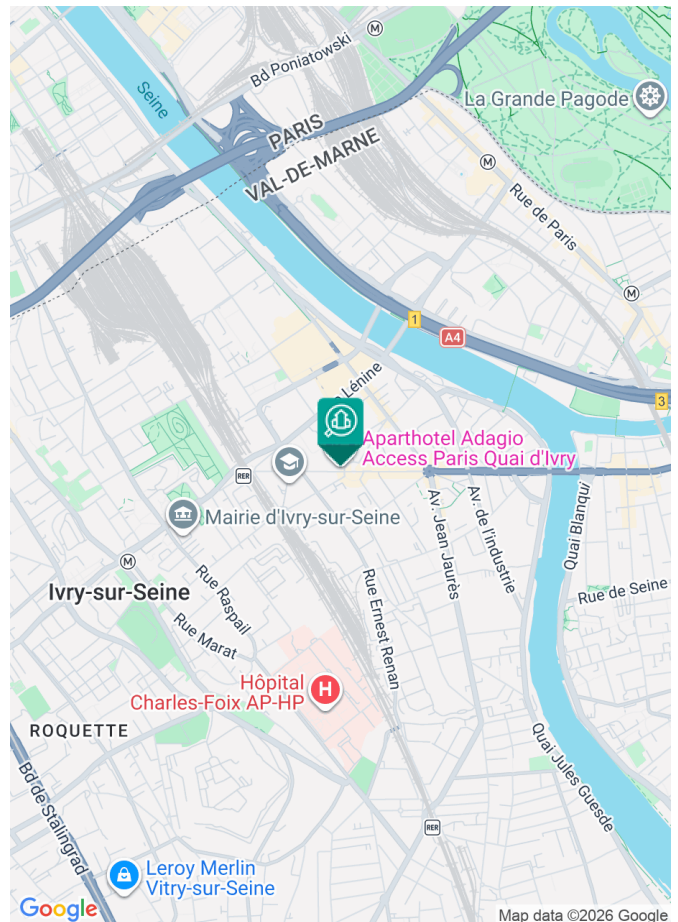 M
Bd Poniatowski
Seine
La Grande Pagode
PARIS
VAL-DE-MARNE
M
Rue de Paris
M
1
A4
3
Lénine
Aparthotel Adagio
Access Paris Quai d'Ivry
RER
Mairie d'Ivry-sur-Seine
Av. Jean Jaurès
Av. de l'industrie
Quai Blanqui
M
Ivry-sur-Seine
Rue Raspail
Rue Marat
Rue Ernest Renan
Rue de Seine
Hôpital
Charles-Foix AP-HP
H
ROQUETTE
Bd de Stalingrad
Quai Jules Guesde
RER
Leroy Merlin
Vitry-sur-Seine
Google
Map data ©2026 Google